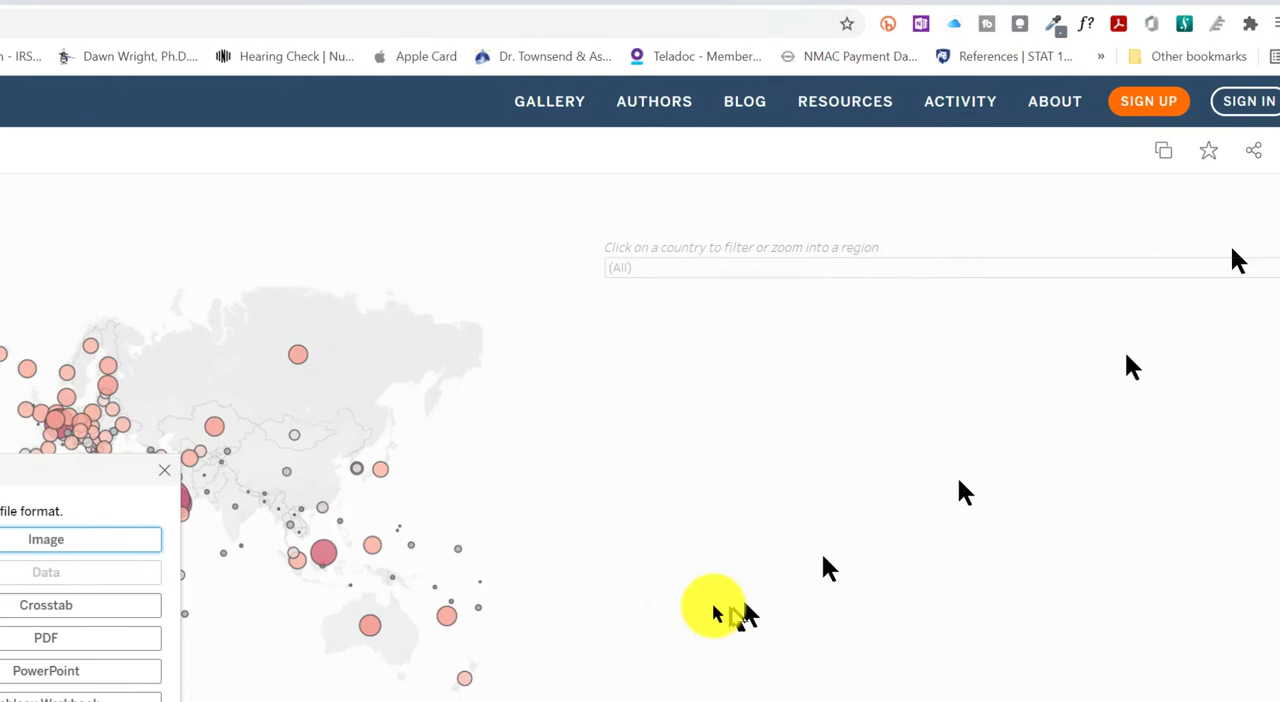 n - IRS... Dawn Wright, Ph.D.... Hearing Check | Nu... Apple Card Dr. Townsend & As... Teladoc - Member... NMAC Payment Da... References | STAT 1... » Other bookmarks
GALLERY AUTHORS BLOG RESOURCES ACTIVITY ABOUT SIGN UP SIGN IN
Click on a country to filter or zoom into a region
(All)
file format.
Image
Data
Crosstab
PDF
PowerPoint